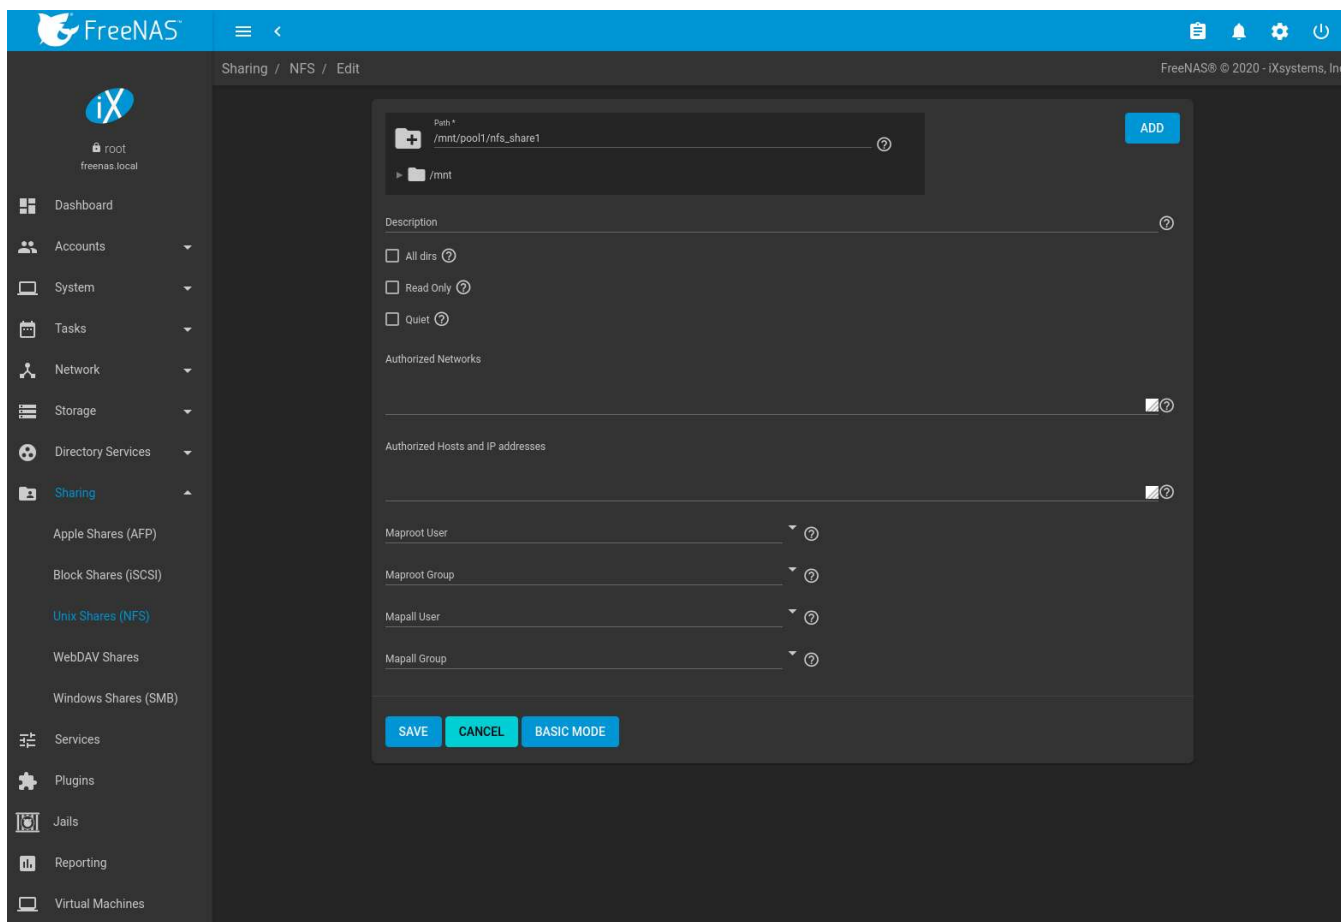 FreeNAS™
Sharing / NFS / Edit
FreeNAS® © 2020 - iXsystems, Inc
iX
root
freenas.local
Dashboard
Accounts
System
Tasks
Network
Storage
Directory Services
Sharing
Apple Shares (AFP)
Block Shares (iSCSI)
Unix Shares (NFS)
WebDAV Shares
Windows Shares (SMB)
Services
Plugins
Jails
Reporting
Virtual Machines
Path *
/mnt/pool1/nfs_share1
/mnt
ADD
Description
All dirs
Read Only
Quiet
Authorized Networks
Authorized Hosts and IP addresses
Maproot User
Maproot Group
Mapall User
Mapall Group
SAVE
CANCEL
BASIC MODE